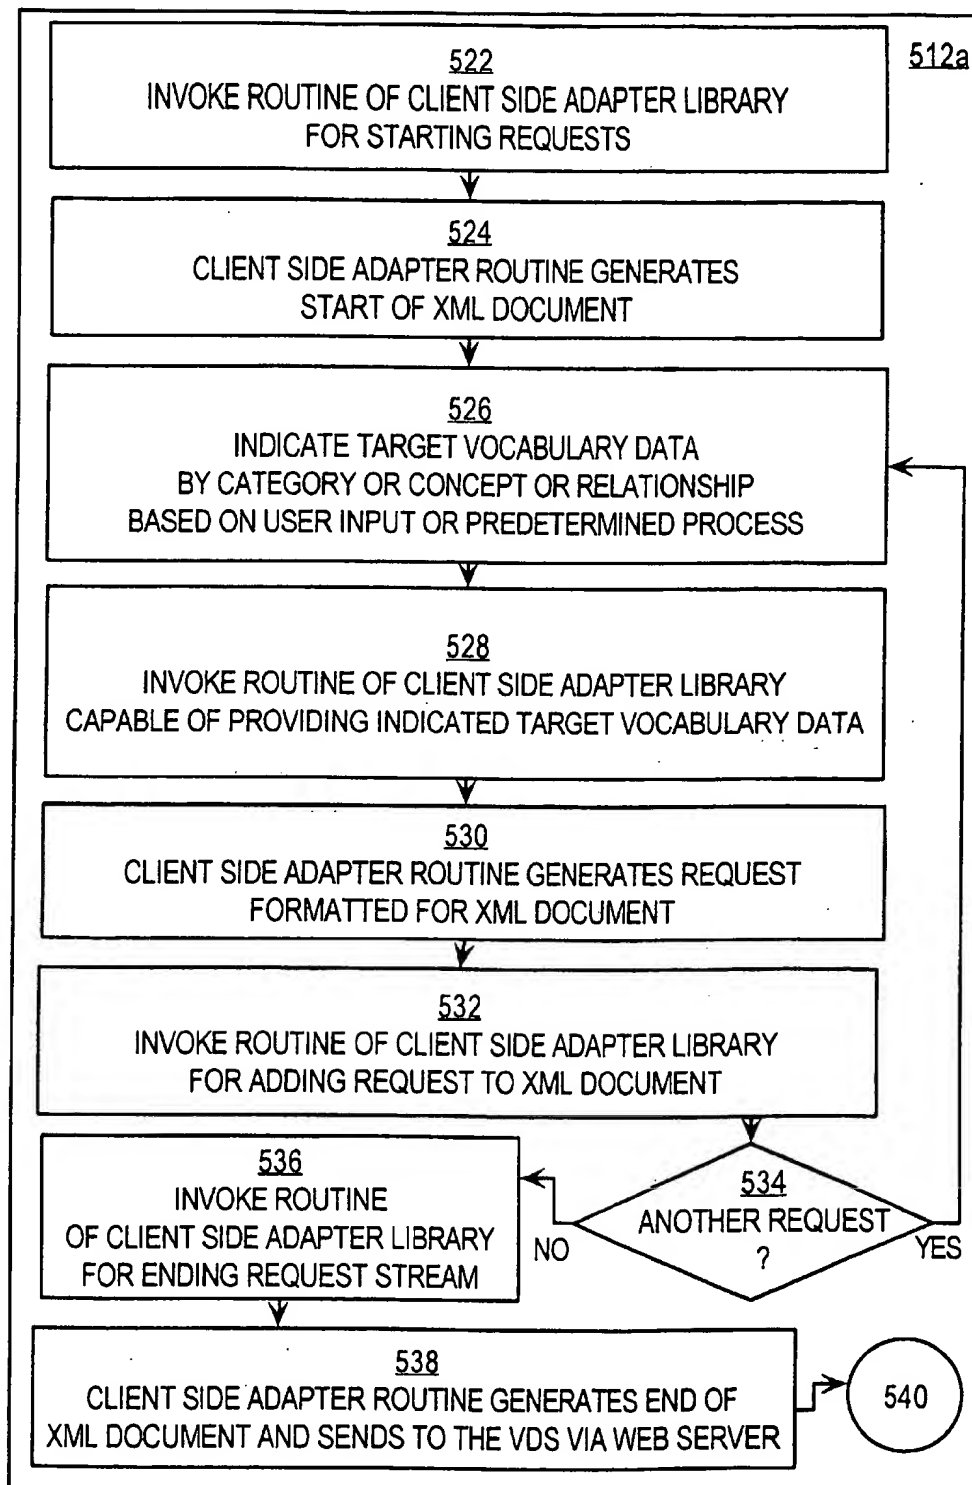 512a
522
INVOKE ROUTINE OF CLIENT SIDE ADAPTER LIBRARY
FOR STARTING REQUESTS
524
CLIENT SIDE ADAPTER ROUTINE GENERATES
START OF XML DOCUMENT
526
INDICATE TARGET VOCABULARY DATA
BY CATEGORY OR CONCEPT OR RELATIONSHIP
BASED ON USER INPUT OR PREDETERMINED PROCESS
528
INVOKE ROUTINE OF CLIENT SIDE ADAPTER LIBRARY
CAPABLE OF PROVIDING INDICATED TARGET VOCABULARY DATA
530
CLIENT SIDE ADAPTER ROUTINE GENERATES REQUEST
FORMATTED FOR XML DOCUMENT
532
INVOKE ROUTINE OF CLIENT SIDE ADAPTER LIBRARY
FOR ADDING REQUEST TO XML DOCUMENT
534
ANOTHER REQUEST
?
NO
YES
536
INVOKE ROUTINE
OF CLIENT SIDE ADAPTER LIBRARY
FOR ENDING REQUEST STREAM
538
CLIENT SIDE ADAPTER ROUTINE GENERATES END OF
XML DOCUMENT AND SENDS TO THE VDS VIA WEB SERVER
540